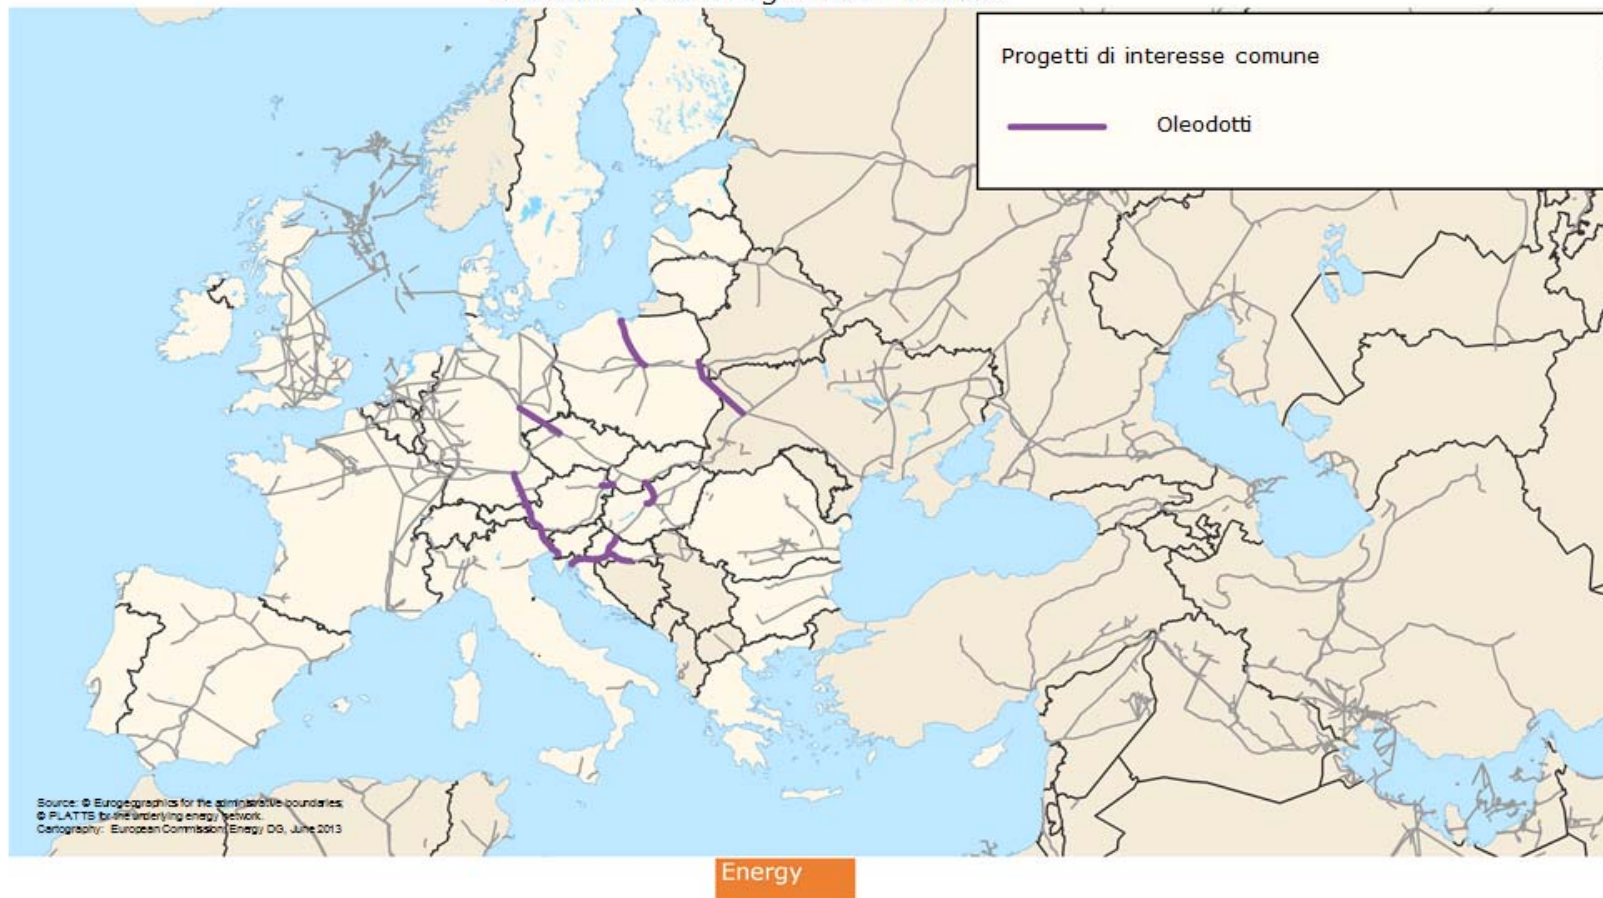 Progetti di interesse comune
Oleodotti
Source: © Eurogeographics for the administrative boundaries;
© PLATTS for the underlying energy network.
Cartography: European Commission, Energy DG, June 2013
Energy